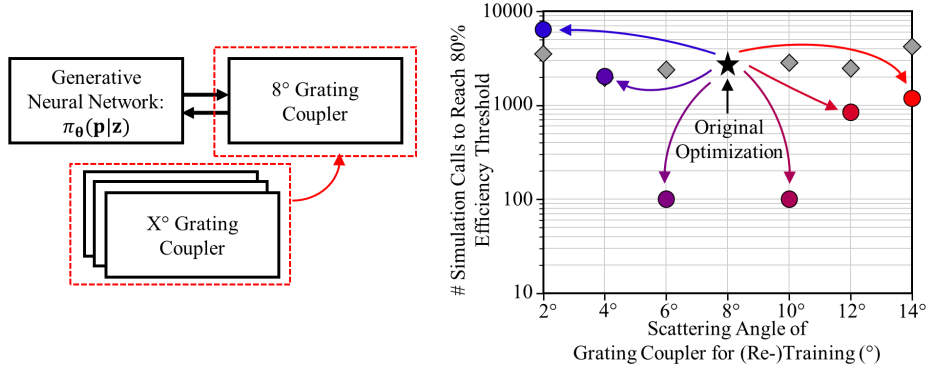 Generative
Neural Network:
π_θ(p|z)
8° Grating
Coupler
X° Grating
Coupler
# Simulation Calls to Reach 80%
Efficiency Threshold
10000
1000
100
10
Original
Optimization
2°
4°
6°
8°
10°
12°
14°
Scattering Angle of
Grating Coupler for (Re-)Training (°)